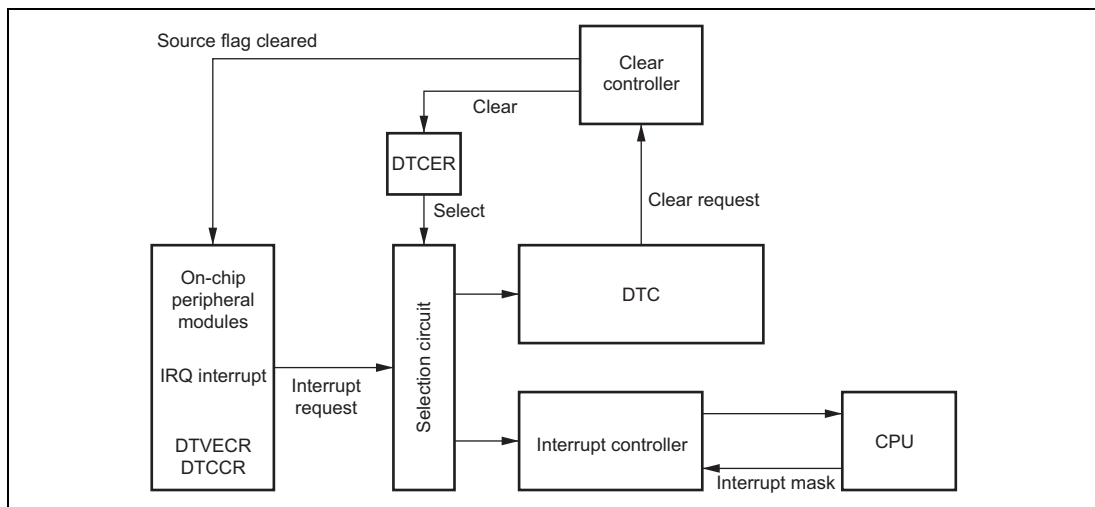 Source flag cleared
Clear
controller
Clear
DTCER
Clear request
Select
On-chip
peripheral
modules
IRQ interrupt
DTVECR
DTCCR
Interrupt
request
Selection circuit
DTC
Interrupt controller
CPU
Interrupt mask